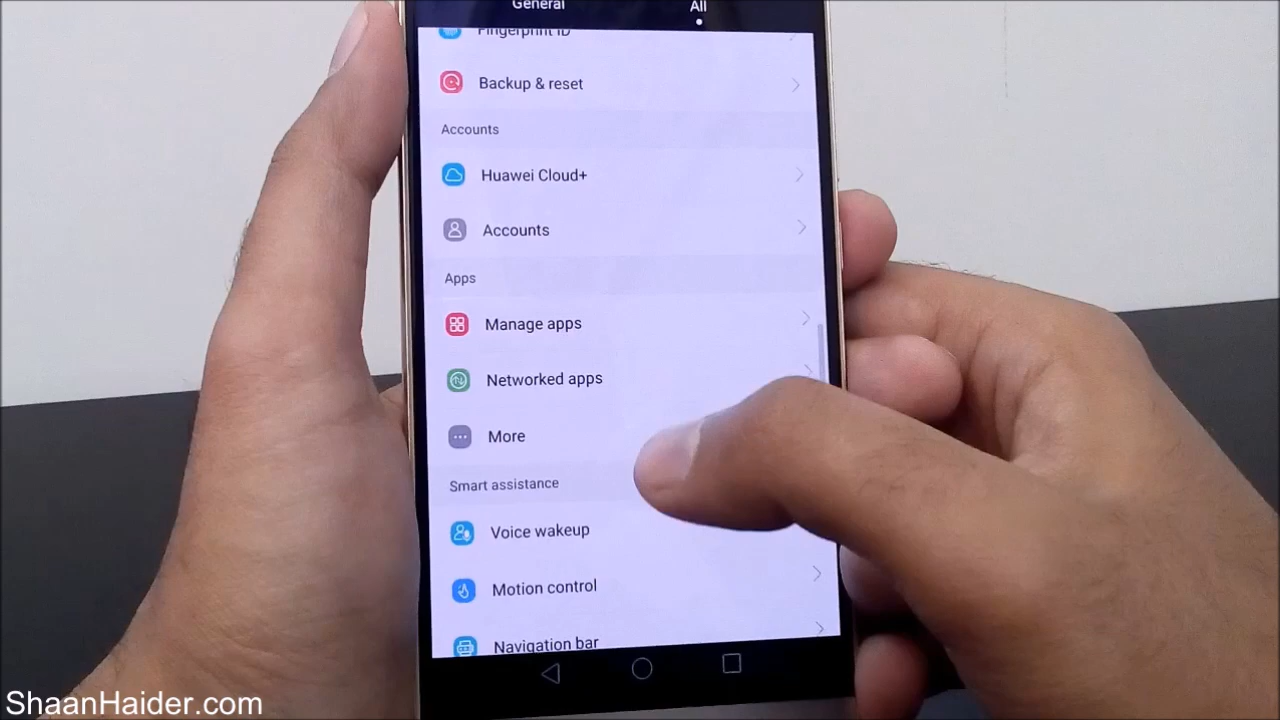 General All
Fingerprint ID
Backup & reset
Accounts
Huawei Cloud+
Accounts
Apps
Manage apps
Networked apps
More
Smart assistance
Voice wakeup
Motion control
Navigation bar
ShaanHaider.com